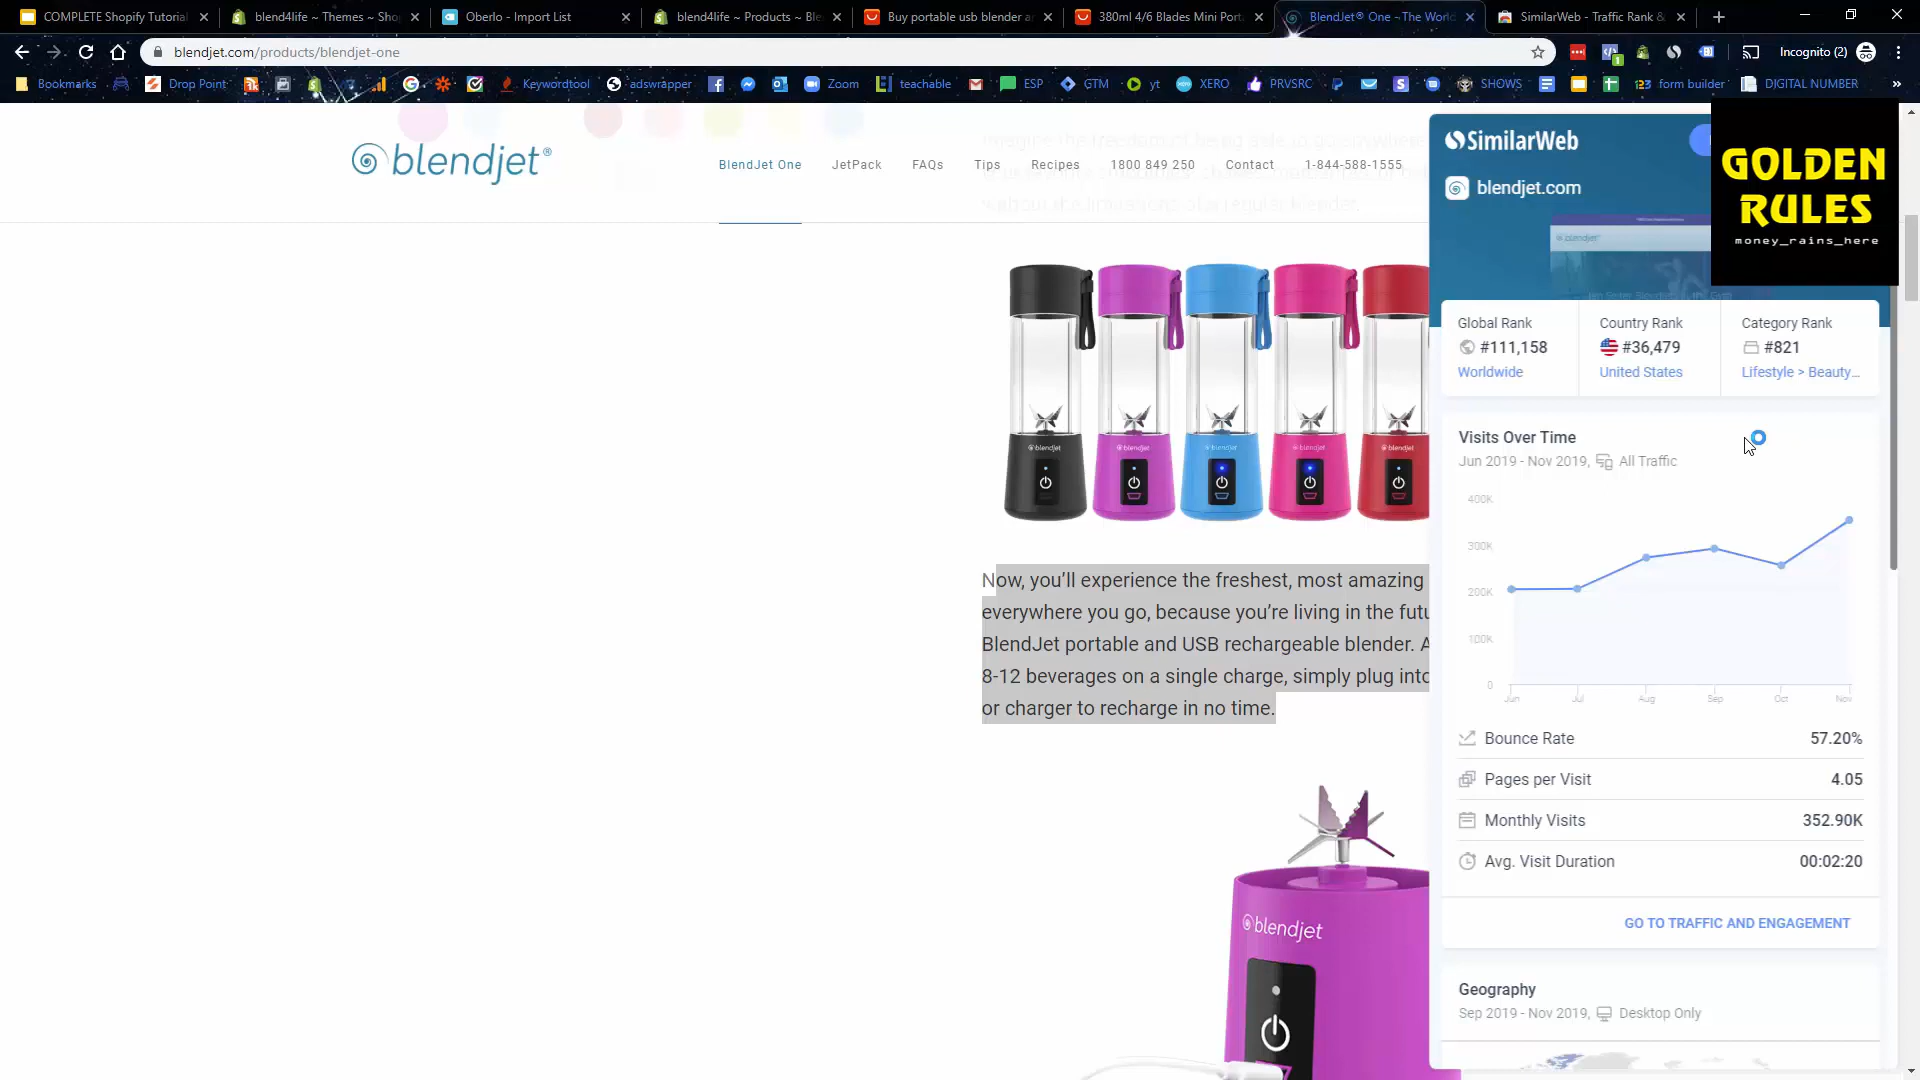 COMPLETE Shopify Tutorial
blend4life ~ Themes ~ Sho
Oberlo - Import List
blend4life ~ Products ~ Ble
Buy portable usb blender a
380ml 4/6 Blades Mini Port
BlendJet® One - The World
SimilarWeb - Traffic Rank &
blendjet.com/products/blendjet-one
Incognito (2)
Bookmarks
Drop Point
Keywordtool
adswrapper
Zoom
teachable
ESP
GTM
yt
XERO
PRVSRC
SHOWS
form builder
DIGITAL NUMBER
blendjet®
BlendJet One
JetPack
FAQs
Tips
Recipes
1800 849 250
Contact
1-844-588-1555
without the limitations of a regular blender.
Now, you’ll experience the freshest, most amazing
everywhere you go, because you’re living in the futu
BlendJet portable and USB rechargeable blender. A
8-12 beverages on a single charge, simply plug into
or charger to recharge in no time.
blendjet
SimilarWeb
blendjet.com
GOLDEN
RULES
money_rains_here
Global Rank
#111,158
Worldwide
Country Rank
#36,479
United States
Category Rank
#821
Lifestyle > Beauty...
Visits Over Time
Jun 2019 - Nov 2019, All Traffic
400K
300K
200K
100K
0
Jun
Jul
Aug
Sep
Oct
Nov
Bounce Rate 57.20%
Pages per Visit 4.05
Monthly Visits 352.90K
Avg. Visit Duration 00:02:20
GO TO TRAFFIC AND ENGAGEMENT
Geography
Sep 2019 - Nov 2019, Desktop Only